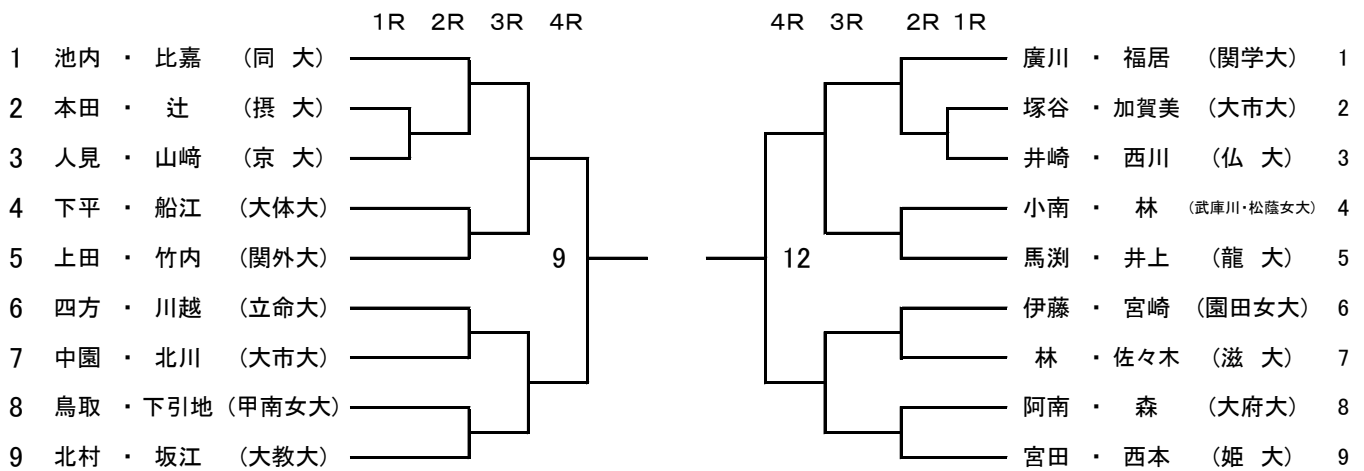 1R 2R 3R 4R 4R 3R 2R 1R
1 池内 ・ 比嘉 (同 大) 廣川 ・ 福居 (関学大) 1
2 本田 ・ 辻 (摂 大) 塚谷 ・ 加賀美 (大市大) 2
3 人見 ・ 山﨑 (京 大) 井崎 ・ 西川 (仏 大) 3
4 下平 ・ 船江 (大体大) 小南 ・ 林 (武庫川・松蔭女大) 4
5 上田 ・ 竹内 (関外大) 9 12 馬渕 ・ 井上 (龍 大) 5
6 四方 ・ 川越 (立命大) 伊藤 ・ 宮崎 (園田女大) 6
7 中園 ・ 北川 (大市大) 林 ・ 佐々木 (滋 大) 7
8 鳥取 ・ 下引地 (甲南女大) 阿南 ・ 森 (大府大) 8
9 北村 ・ 坂江 (大教大) 宮田 ・ 西本 (姫 大) 9